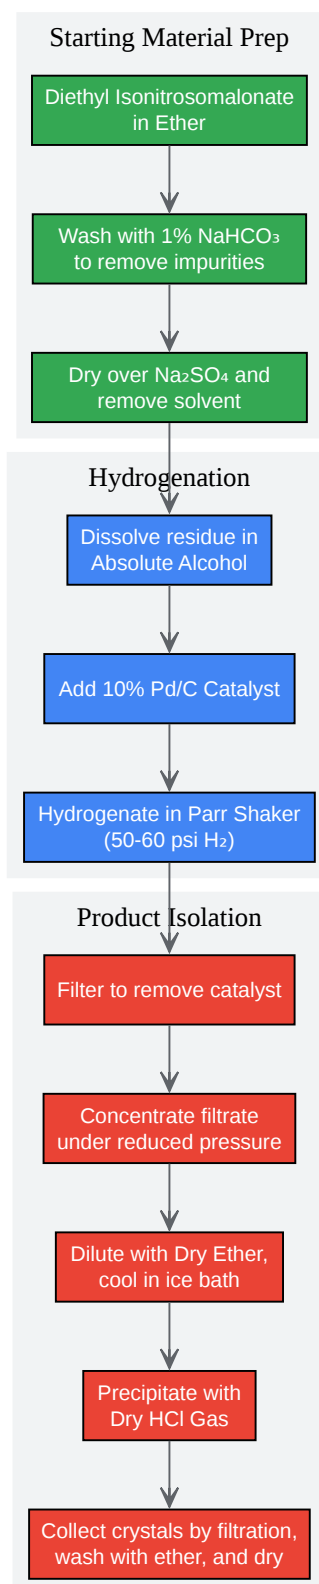 Starting Material Prep
Diethyl Isonitrosomalonate
in Ether
Wash with 1% NaHCO₃
to remove impurities
Dry over Na₂SO₄ and
remove solvent
Hydrogenation
Dissolve residue in
Absolute Alcohol
Add 10% Pd/C Catalyst
Hydrogenate in Parr Shaker
(50-60 psi H₂)
Product Isolation
Filter to remove catalyst
Concentrate filtrate
under reduced pressure
Dilute with Dry Ether,
cool in ice bath
Precipitate with
Dry HCl Gas
Collect crystals by filtration,
wash with ether, and dry